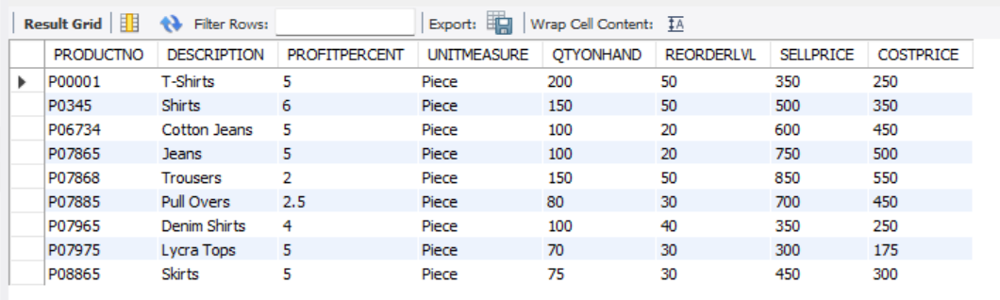 Result Grid Filter Rows: Export: Wrap Cell Content: IA
PRODUCTNO DESCRIPTION PROFITPERCENT UNITMEASURE QTYONHAND REORDERLVL SELLPRICE COSTPRICE
P00001 T-Shirts 5 Piece 200 50 350 250
P0345 Shirts 6 Piece 150 50 500 350
P06734 Cotton Jeans 5 Piece 100 20 600 450
P07865 Jeans 5 Piece 100 20 750 500
P07868 Trousers 2 Piece 150 50 850 550
P07885 Pull Overs 2.5 Piece 80 30 700 450
P07965 Denim Shirts 4 Piece 100 40 350 250
P07975 Lycra Tops 5 Piece 70 30 300 175
P08865 Skirts 5 Piece 75 30 450 300